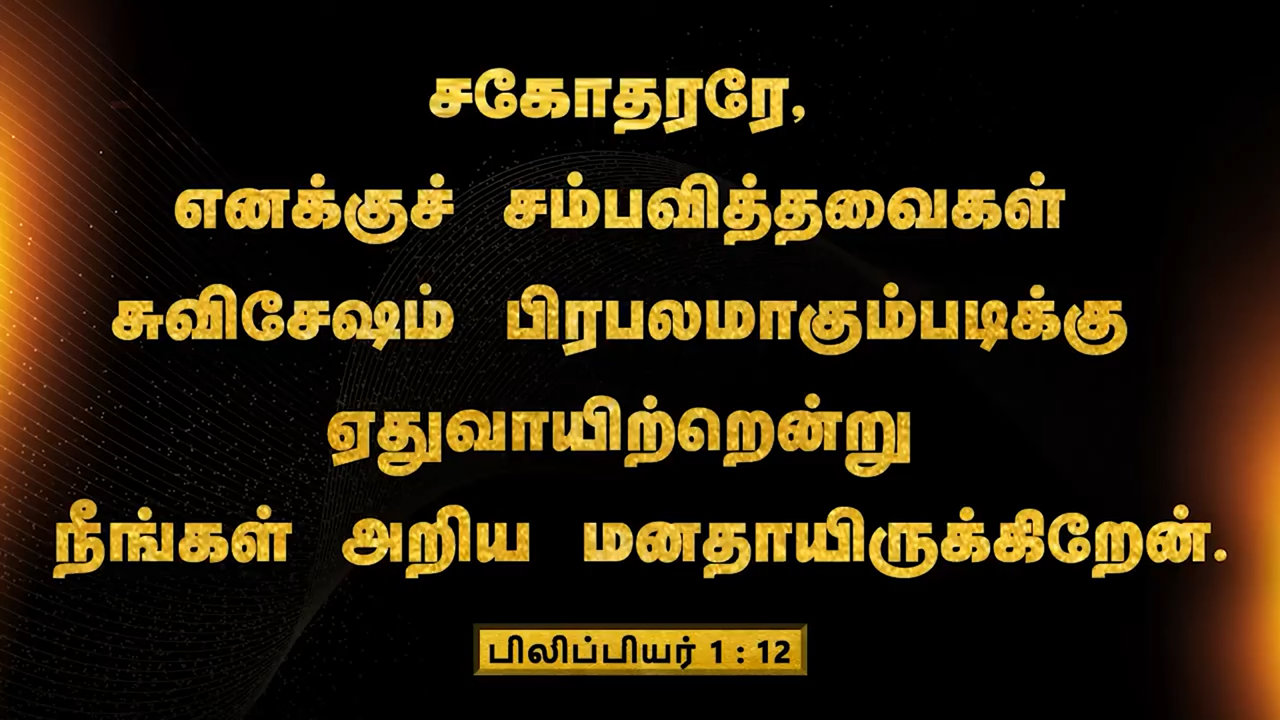 சகோதரரே,
எனக்குச் சம்பவித்தவைகள்
சுவிசேஷம் பிரபலமாகும்படிக்கு
ஏதுவாயிற்றென்று
நீங்கள் அறிய மனதாயிருக்கிறேன்.
பிலிப்பியர் 1 : 12